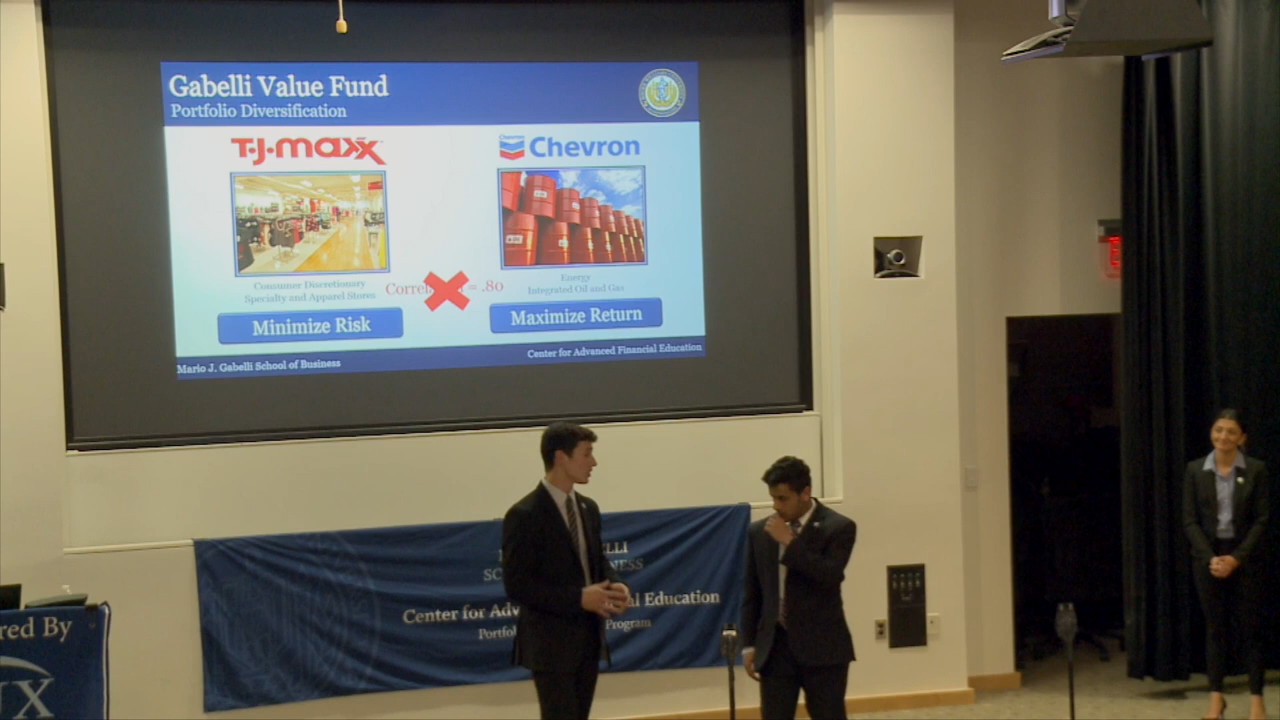 Gabelli Value Fund
Portfolio Diversification
T·J·maxx
Chevron
Chevron
Consumer Discretionary
Specialty and Apparel Stores
Energy
Integrated Oil and Gas
= .80
Minimize Risk
Maximize Return
Mario J. Gabelli School of Business
Center for Advanced Financial Education
Center for Adv al Education
Program
red By